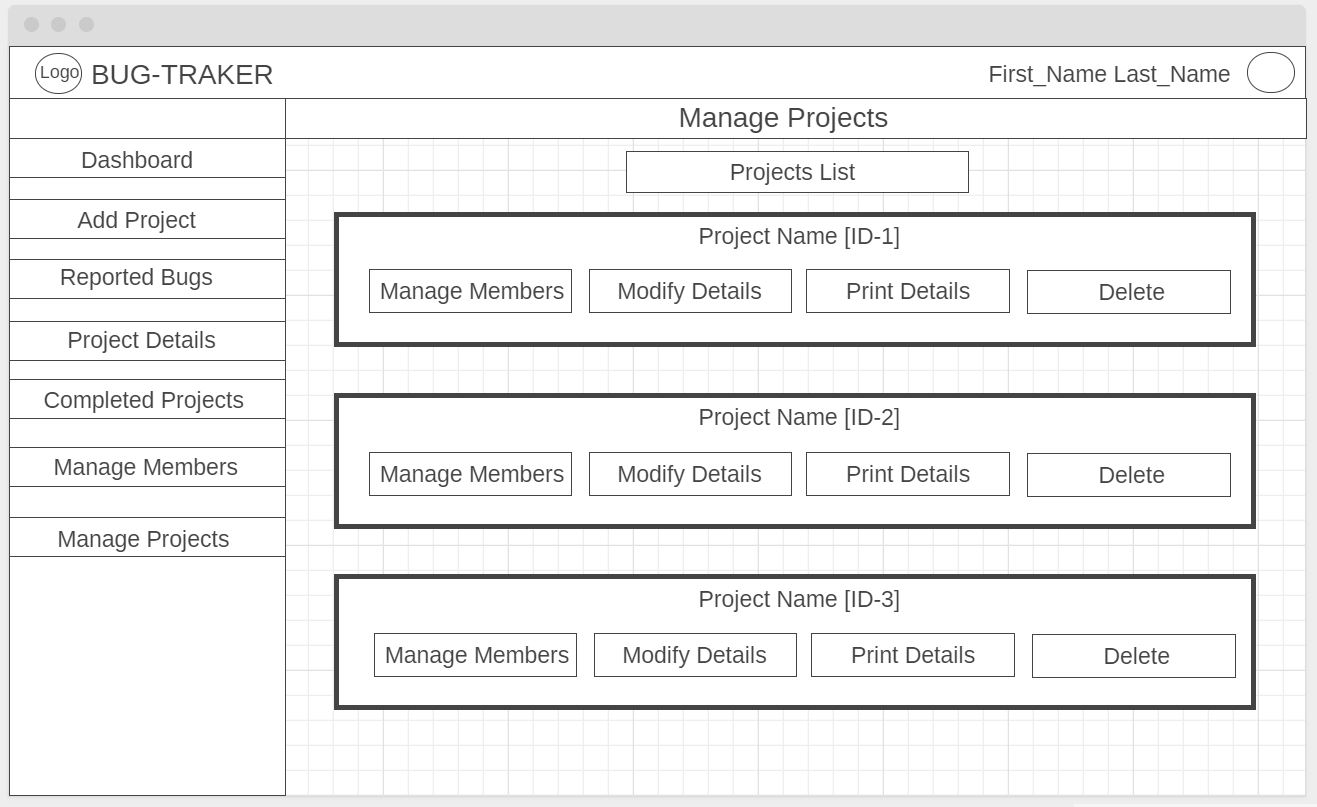 Logo BUG-TRAKER
First_Name Last_Name
Manage Projects
Dashboard
Add Project
Reported Bugs
Project Details
Completed Projects
Manage Members
Manage Projects
Projects List
Project Name [ID-1]
Manage Members Modify Details Print Details Delete
Project Name [ID-2]
Manage Members Modify Details Print Details Delete
Project Name [ID-3]
Manage Members Modify Details Print Details Delete